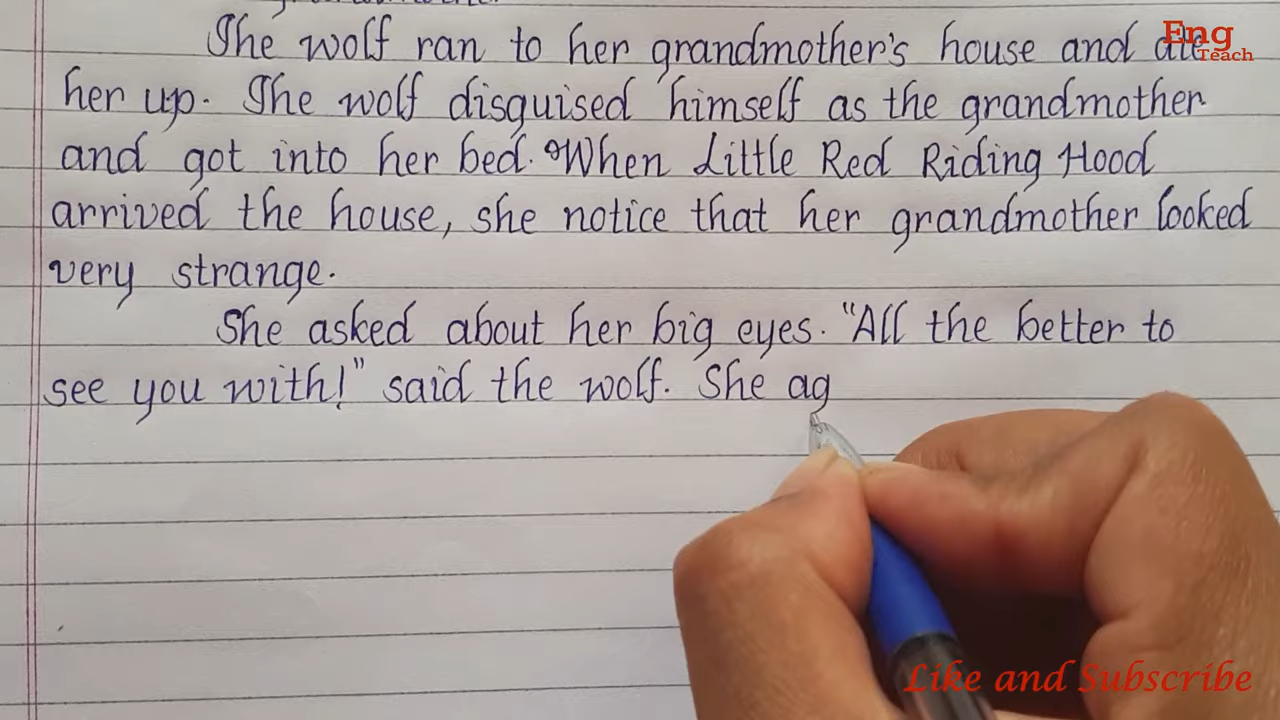 The wolf ran to her grandmother's house and ate
her up. The wolf disguised himself as the grandmother
and got into her bed. When Little Red Riding Hood
arrived the house, she notice that her grandmother looked
very strange.
She asked about her big eyes. "All the better to
see you with!" said the wolf. She ag
Eng
Teach
Like and Subscribe